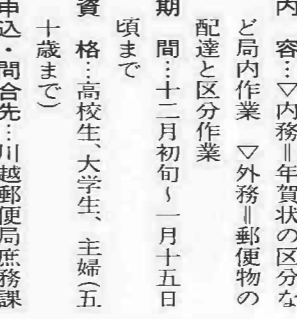 内　容…▽内務＝年賀状の区分な
ど局内作業　▽外務＝郵便物の
配達と区分作業
期　間…十二月初旬～一月十五日
頃まで
資　格…高校生、大学生、主婦（五
十歳まで）
申込・問合先…川越郵便局庶務課